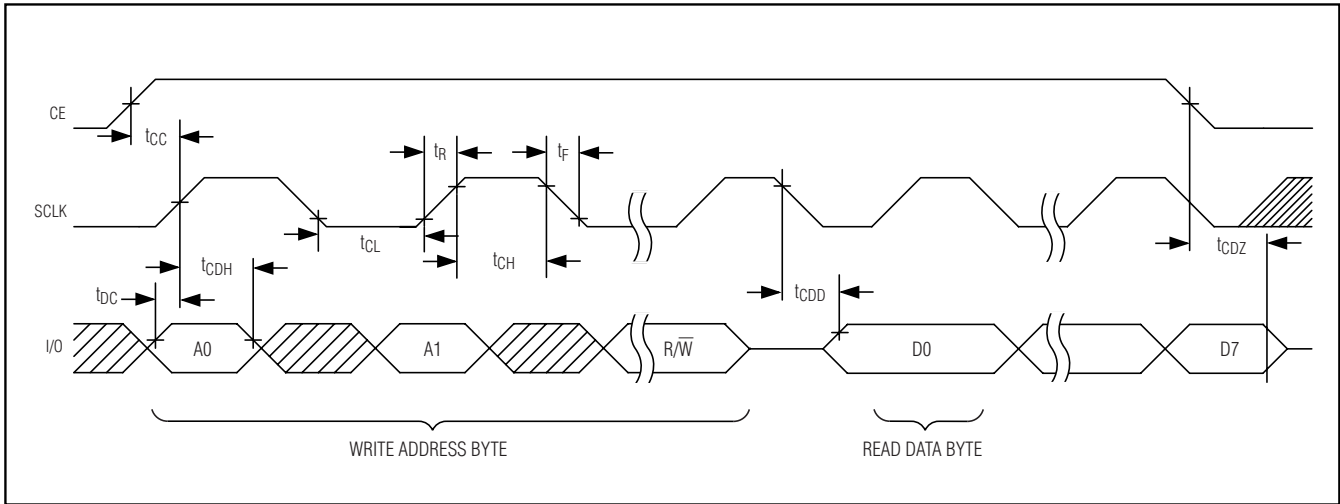 CE
tCC
tR
tF
SCLK
tCL
tCH
tCDZ
tCDH
tDC
tCDD
I/O
A0
A1
R/W̅
D0
D7
WRITE ADDRESS BYTE
READ DATA BYTE